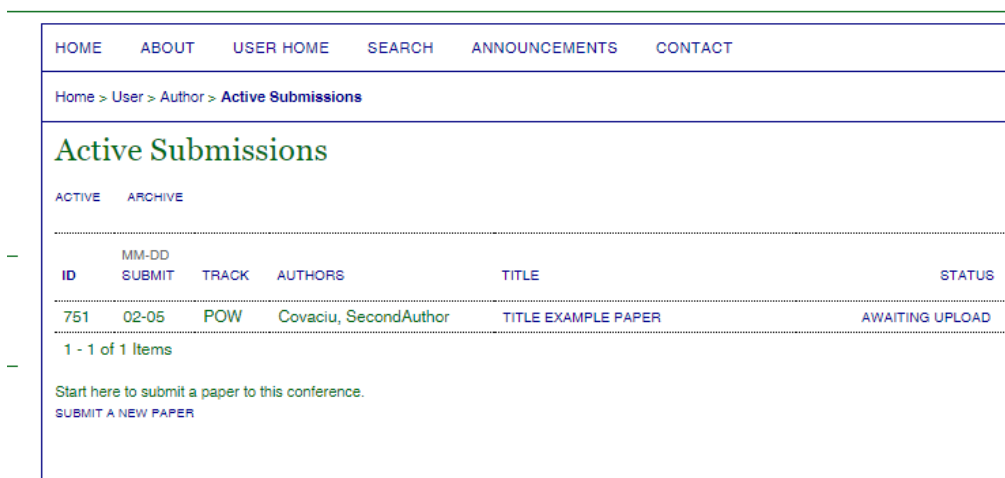 HOME ABOUT USER HOME SEARCH ANNOUNCEMENTS CONTACT
Home > User > Author > Active Submissions
Active Submissions
ACTIVE ARCHIVE
MM-DD
ID SUBMIT TRACK AUTHORS TITLE STATUS
751 02-05 POW Covaciu, SecondAuthor TITLE EXAMPLE PAPER AWAITING UPLOAD
1 - 1 of 1 Items
Start here to submit a paper to this conference.
SUBMIT A NEW PAPER